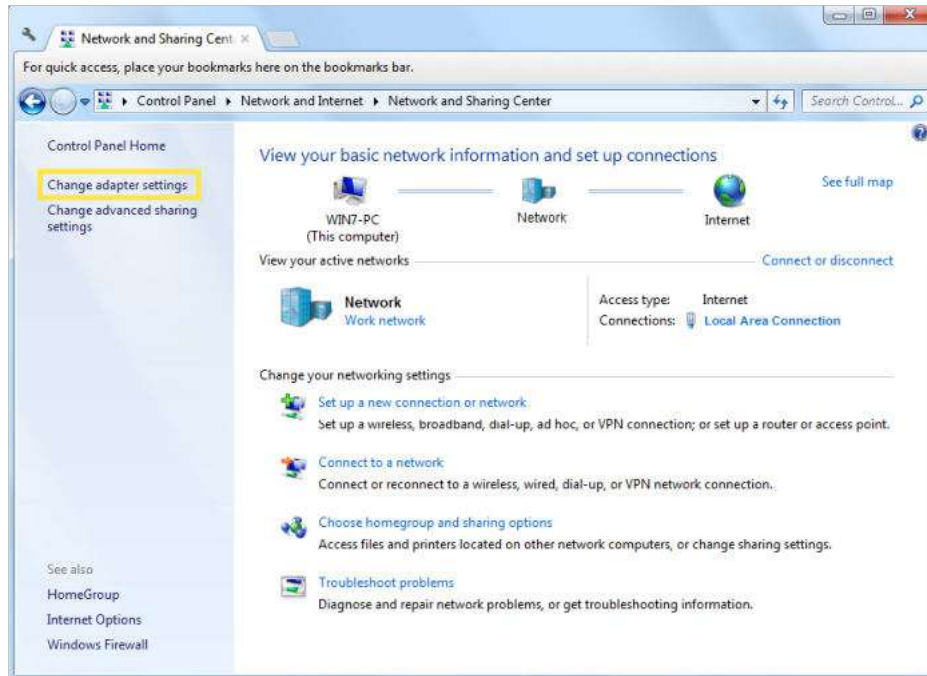 Network and Sharing Cent
For quick access, place your bookmarks here on the bookmarks bar.
Control Panel Network and Internet Network and Sharing Center
Search Control...
Control Panel Home
Change adapter settings
Change advanced sharing
settings
View your basic network information and set up connections
See full map
WIN7-PC
(This computer)
Network
Internet
View your active networks
Connect or disconnect
Network
Work network
Access type: Internet
Connections: Local Area Connection
Change your networking settings
Set up a new connection or network
Set up a wireless, broadband, dial-up, ad hoc, or VPN connection; or set up a router or access point.
Connect to a network
Connect or reconnect to a wireless, wired, dial-up, or VPN network connection.
Choose homegroup and sharing options
Access files and printers located on other network computers, or change sharing settings.
Troubleshoot problems
Diagnose and repair network problems, or get troubleshooting information.
See also
HomeGroup
Internet Options
Windows Firewall